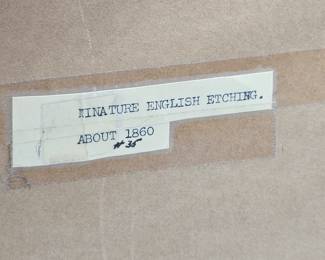 MINATURE ENGLISH ETCHING.
ABOUT 1860
# 35